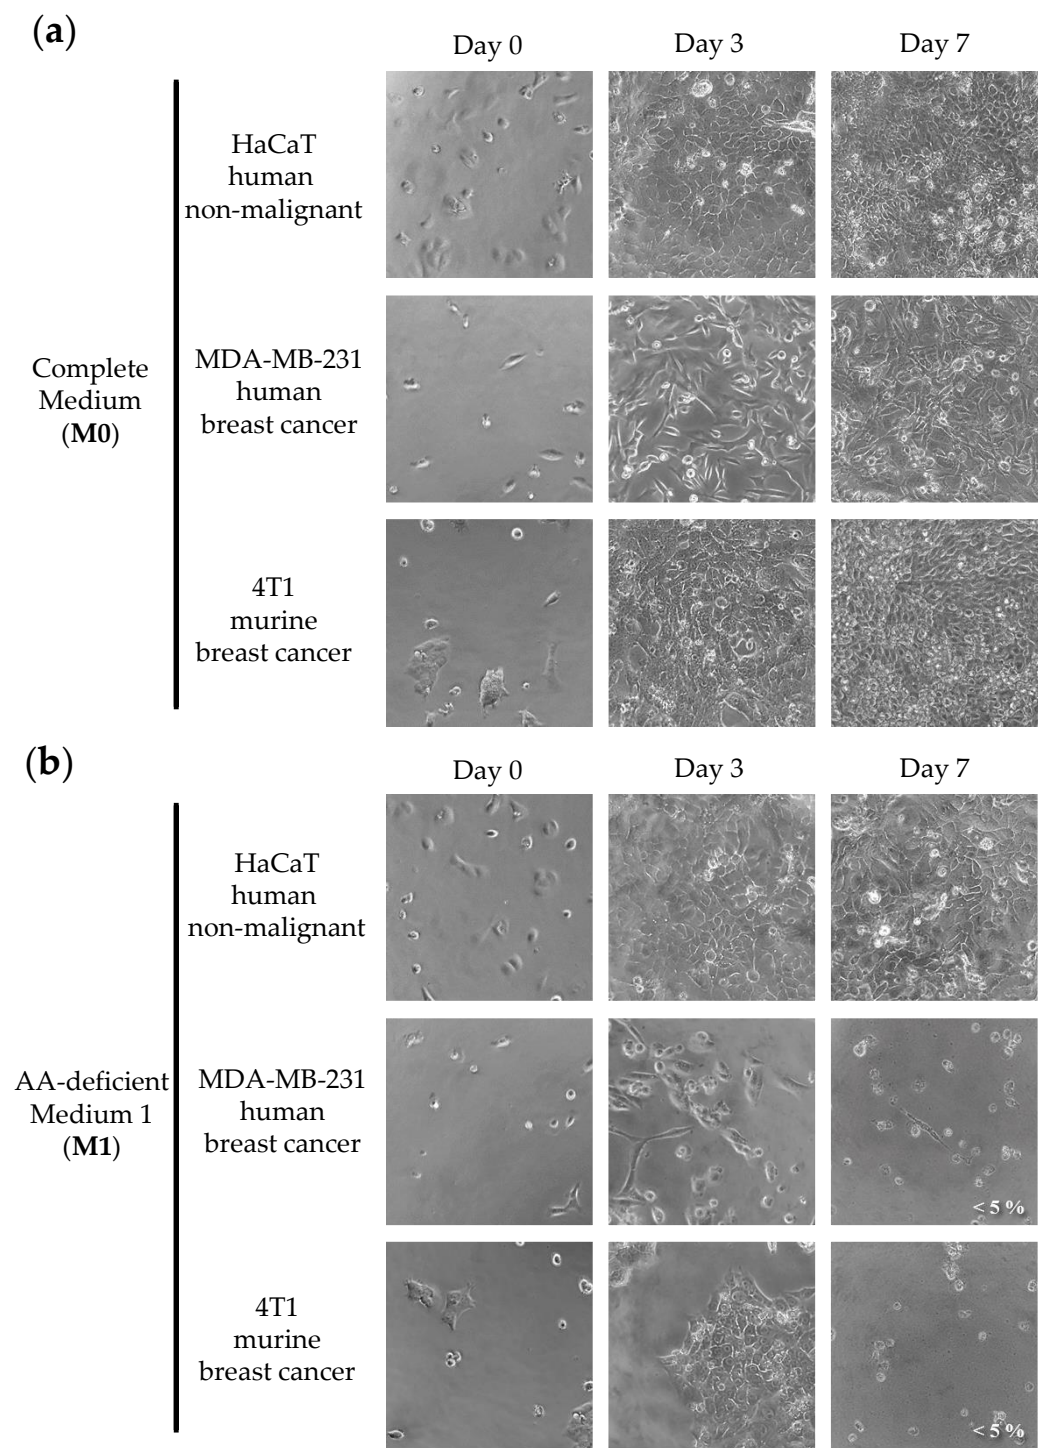 (a)
Day 0 Day 3 Day 7
HaCaT
human
non-malignant
Complete
Medium
(M0)
MDA-MB-231
human
breast cancer
4T1
murine
breast cancer
(b)
Day 0 Day 3 Day 7
HaCaT
human
non-malignant
AA-deficient
Medium 1
(M1)
MDA-MB-231
human
breast cancer
< 5 %
4T1
murine
breast cancer
< 5 %